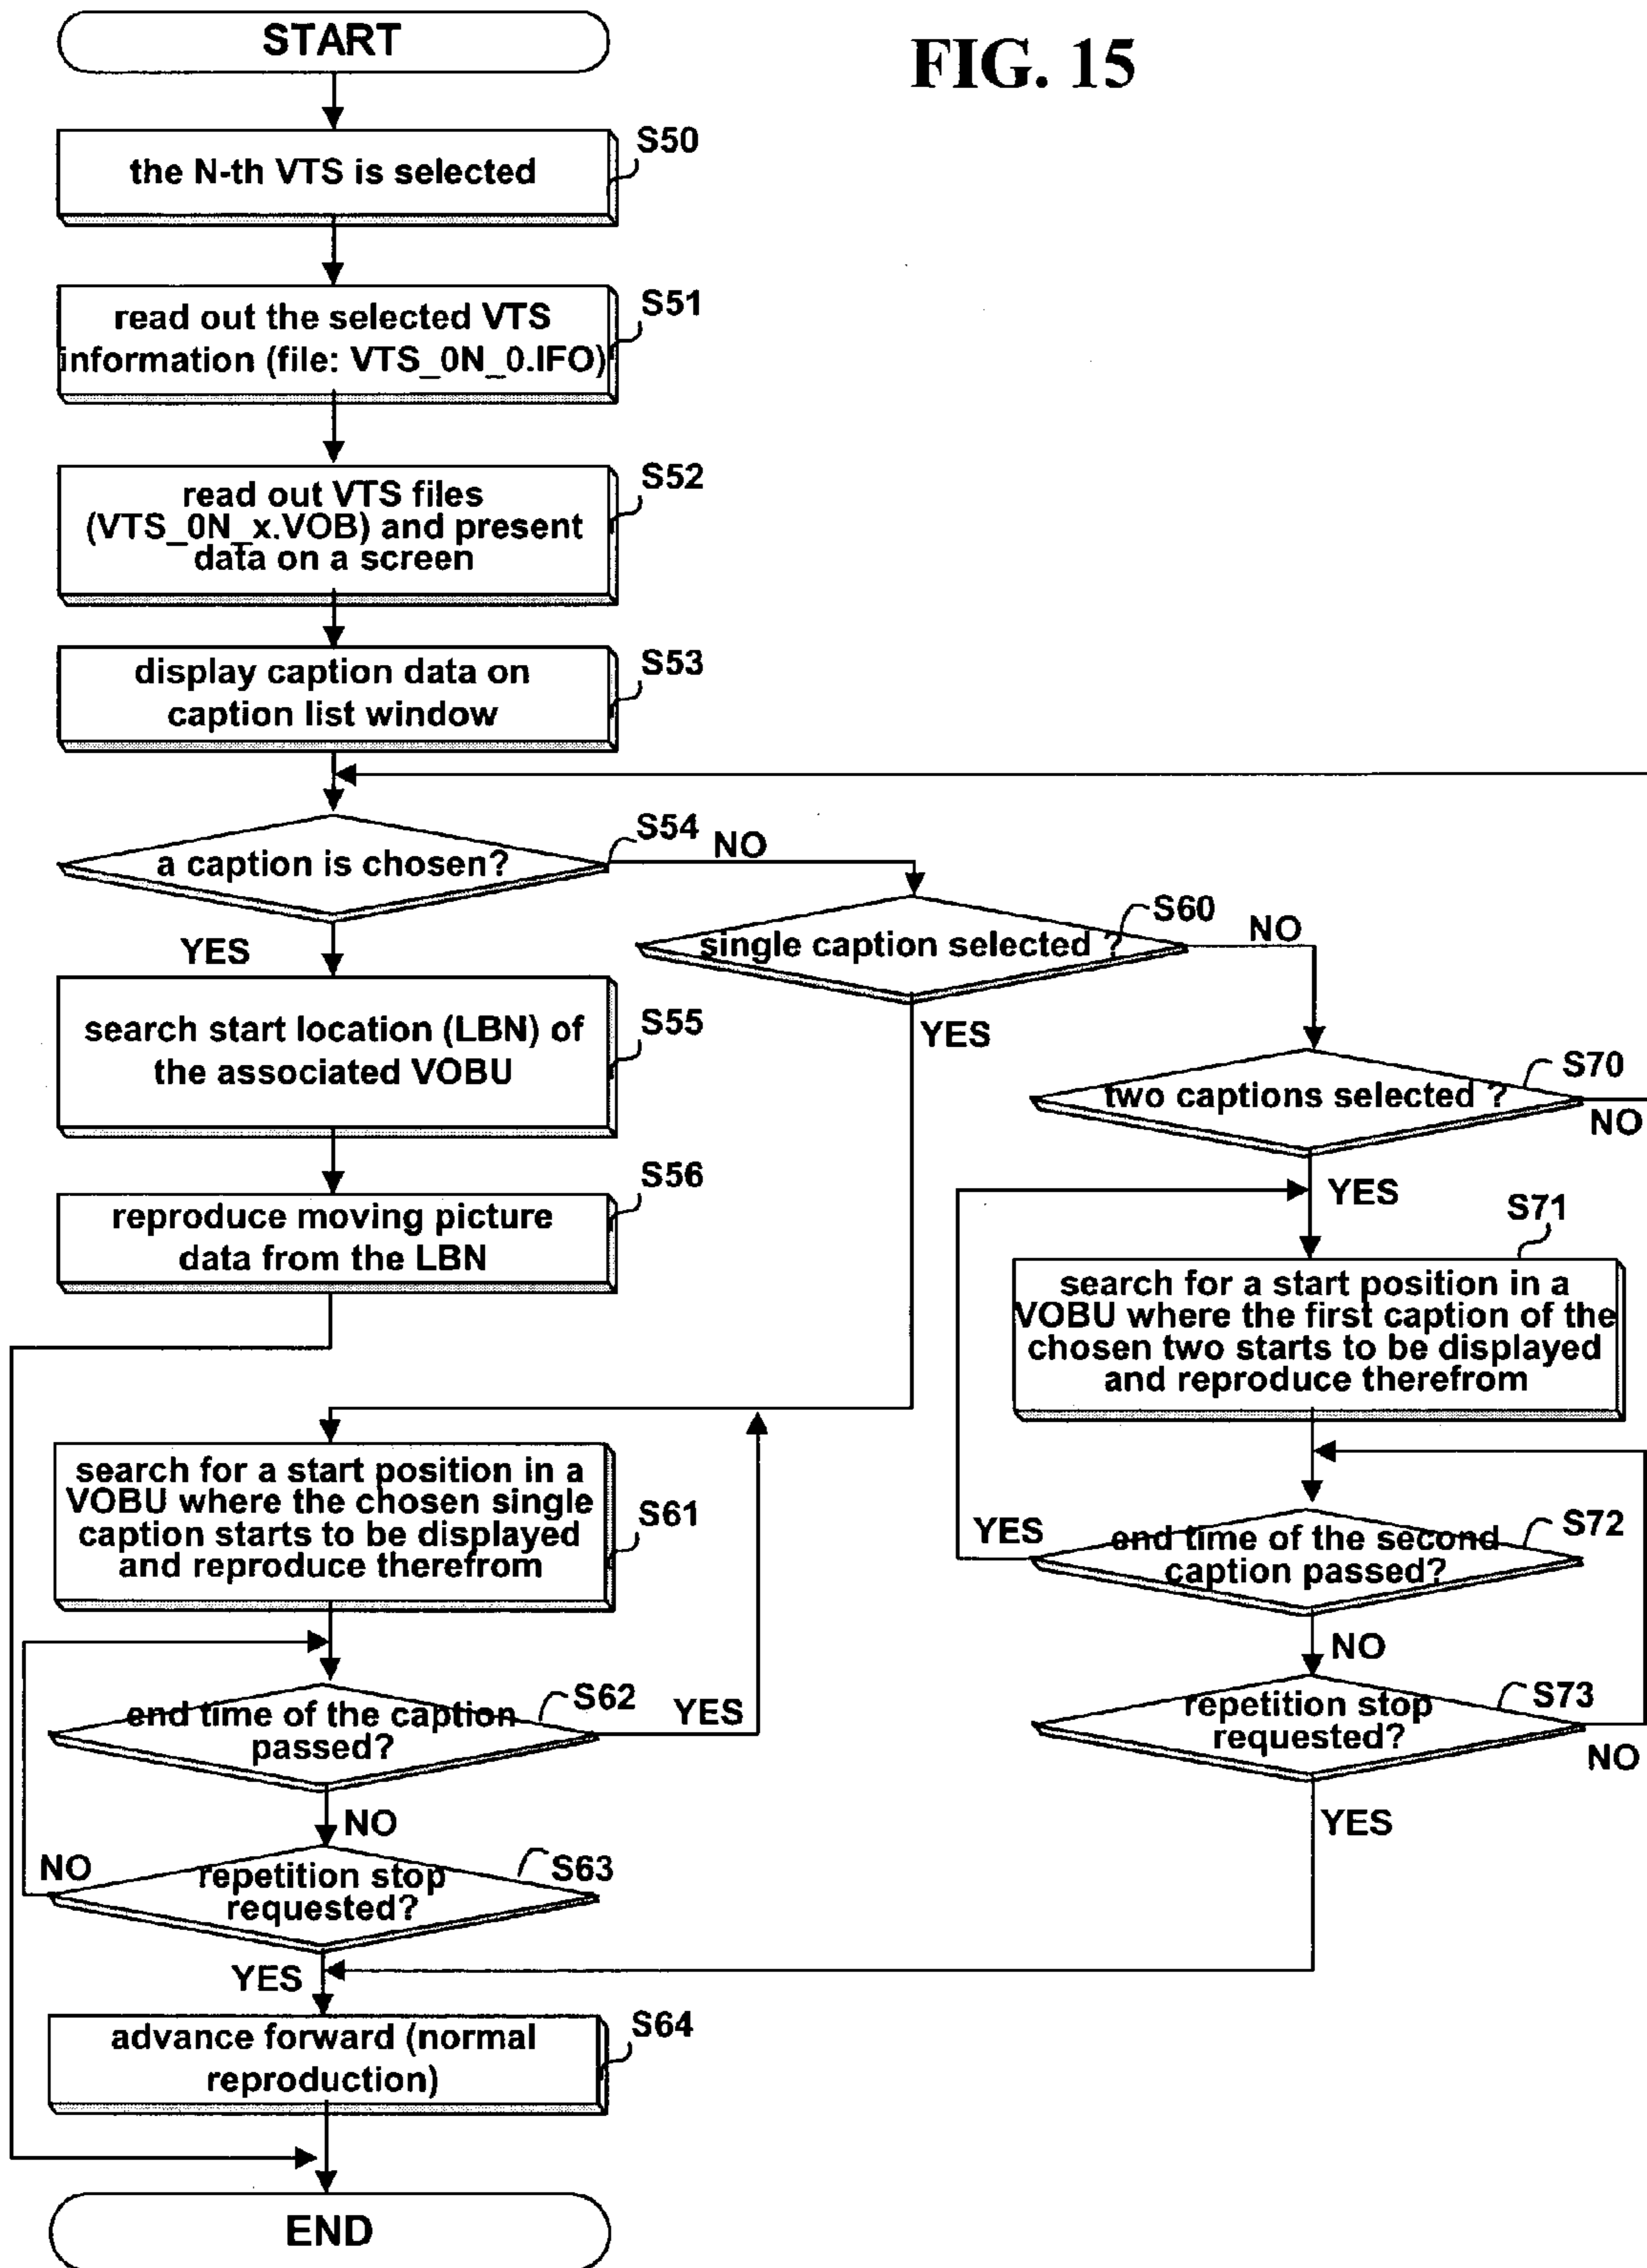 START
FIG. 15
the N-th VTS is selected
S50
read out the selected VTS
information (file: VTS_0N_0.IFO)
S51
read out VTS files
(VTS_0N_x.VOB) and present
data on a screen
S52
display caption data on
caption list window
S53
a caption is chosen?
S54
NO
YES
single caption selected ?
S60
NO
YES
search start location (LBN) of
the associated VOBU
S55
two captions selected ?
S70
NO
YES
reproduce moving picture
data from the LBN
S56
S71
search for a start position in a
VOBU where the first caption of the
chosen two starts to be displayed
and reproduce therefrom
search for a start position in a
VOBU where the chosen single
caption starts to be displayed
and reproduce therefrom
S61
YES
end time of the second
caption passed?
S72
NO
end time of the caption
passed?
S62
YES
NO
repetition stop
requested?
S73
NO
YES
NO
repetition stop
requested?
S63
YES
advance forward (normal
reproduction)
S64
END